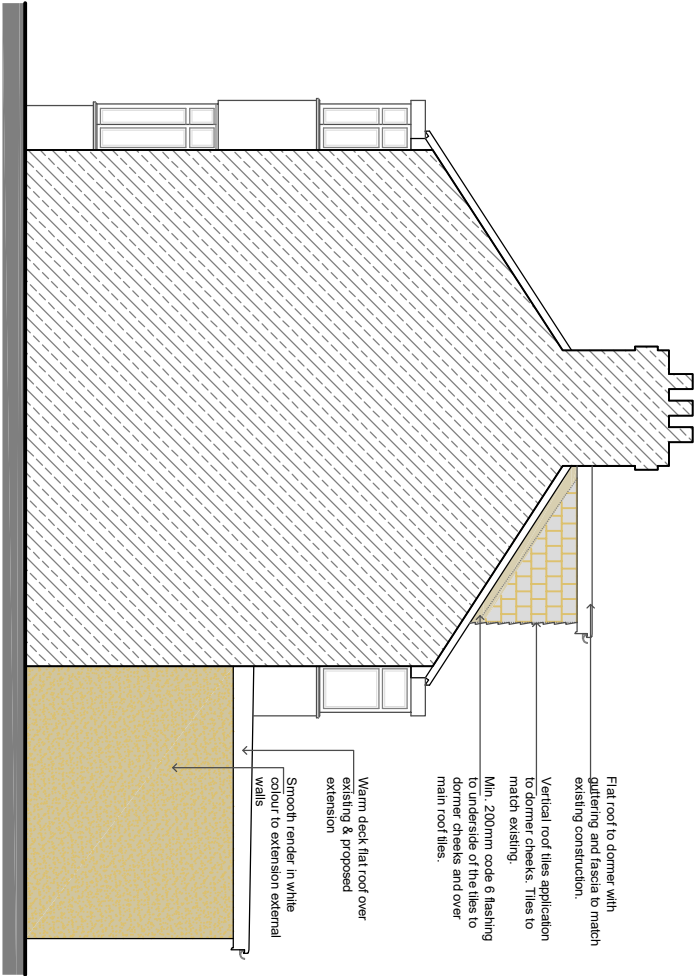 Flat roof to dormer with
guttering and fascia to match
existing construction.
Vertical roof tiles application
to dormer cheeks. Tiles to
match existing.
Min. 200mm code 6 flashing
to underside of the tiles to
dormer cheeks and over
main roof tiles.
Warm deck flat roof over
existing & proposed
extension
Smooth render in white
colour to extension external
walls